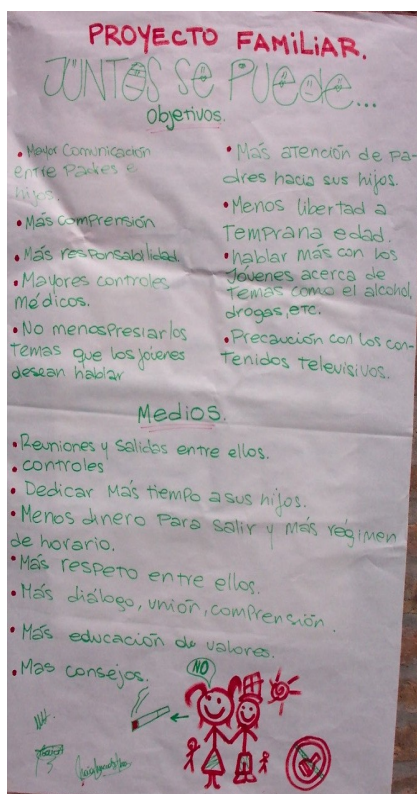 PROYECTO FAMILIAR.
JUNTOS SE PUEDE...
Objetivos.
• Mayor Comunicación
entre Padres e
hijos.
• Más comprensión
• Más responsabilidad.
• Mayores controles
médicos.
• No menospresiar los
temas que los jóvenes
desean hablar
• Más atención de pa-
dres hacia sus hijos.
• Menos libertad a
temprana edad.
• hablar más con los
jóvenes acerca de
temas como el alcohol,
drogas, etc.
• Precaución con los con-
tenidos televisivos.
Medios.
• Reuniones y salidas entre ellos.
• controles
• Dedicar más tiempo a sus hijos.
• Menos dinero para salir y más régimen
de horario.
• Más respeto entre ellos.
• Más diálogo, unión, comprensión.
• Más educación de valores.
• Mas consejos.
NO